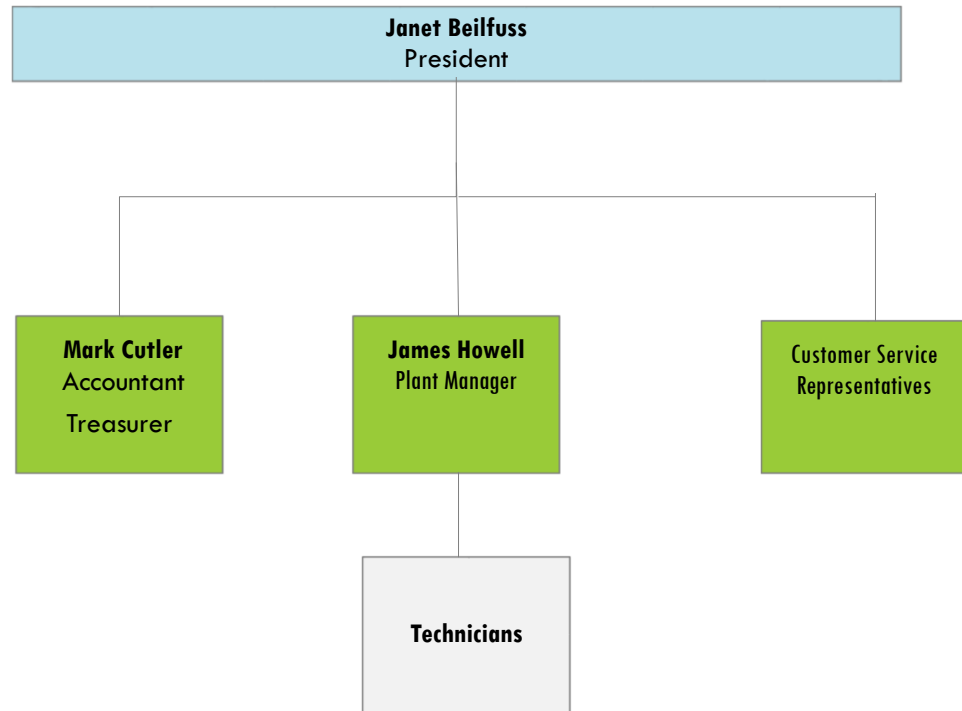 Janet Beilfuss
President
Mark Cutler
Accountant
Treasurer
James Howell
Plant Manager
Customer Service
Representatives
Technicians